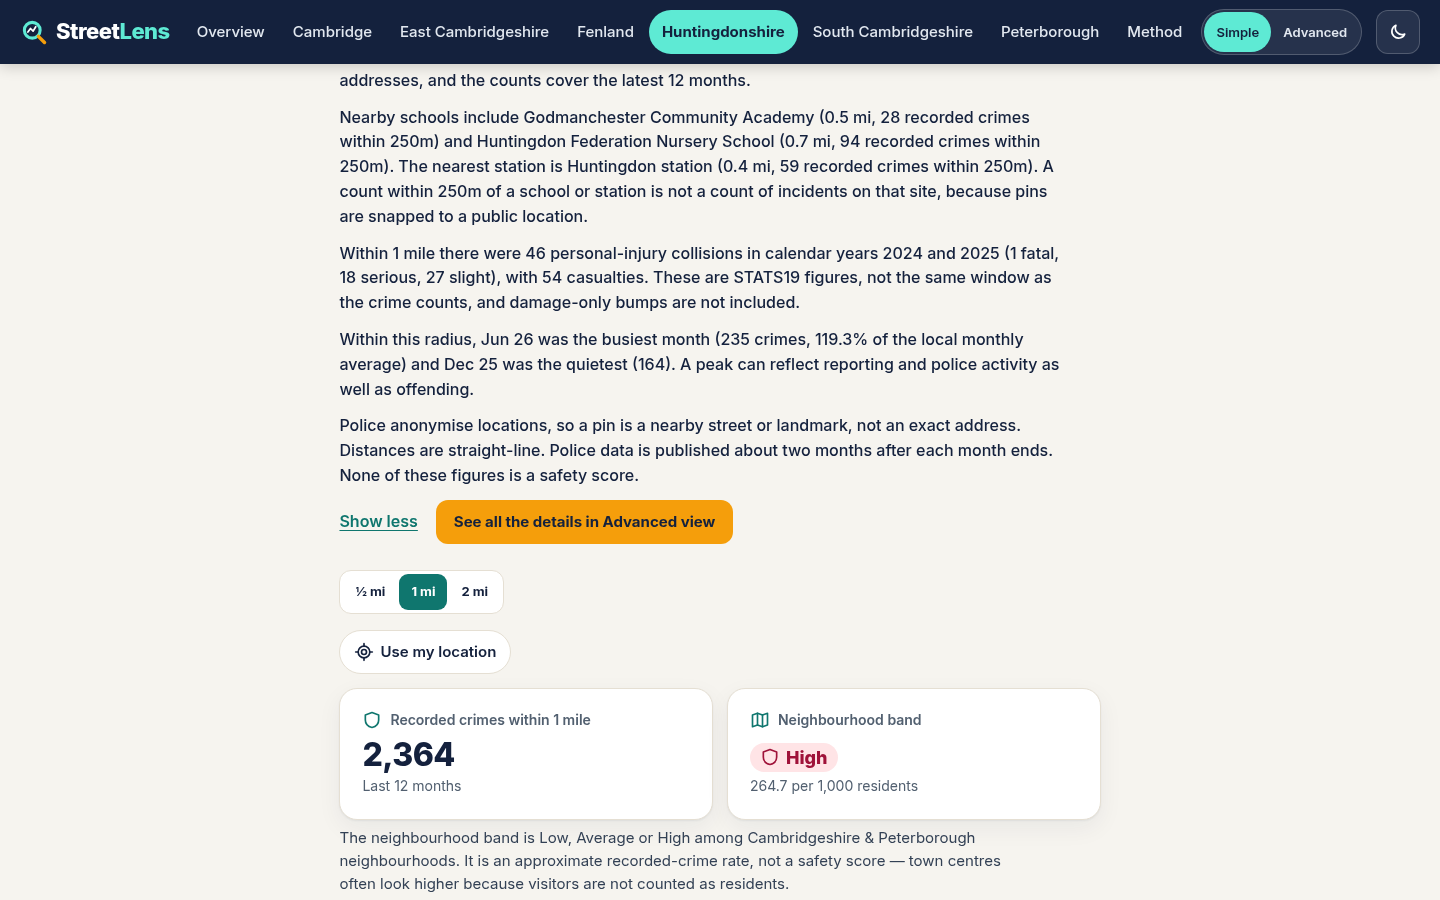 StreetLens
Overview
Cambridge
East Cambridgeshire
Fenland
Huntingdonshire
South Cambridgeshire
Peterborough
Method
Simple
Advanced
addresses, and the counts cover the latest 12 months.
Nearby schools include Godmanchester Community Academy (0.5 mi, 28 recorded crimes
within 250m) and Huntingdon Federation Nursery School (0.7 mi, 94 recorded crimes within
250m). The nearest station is Huntingdon station (0.4 mi, 59 recorded crimes within 250m). A
count within 250m of a school or station is not a count of incidents on that site, because pins
are snapped to a public location.
Within 1 mile there were 46 personal-injury collisions in calendar years 2024 and 2025 (1 fatal,
18 serious, 27 slight), with 54 casualties. These are STATS19 figures, not the same window as
the crime counts, and damage-only bumps are not included.
Within this radius, Jun 26 was the busiest month (235 crimes, 119.3% of the local monthly
average) and Dec 25 was the quietest (164). A peak can reflect reporting and police activity as
well as offending.
Police anonymise locations, so a pin is a nearby street or landmark, not an exact address.
Distances are straight-line. Police data is published about two months after each month ends.
None of these figures is a safety score.
Show less
See all the details in Advanced view
½ mi
1 mi
2 mi
Use my location
Recorded crimes within 1 mile
2,364
Last 12 months
Neighbourhood band
High
264.7 per 1,000 residents
The neighbourhood band is Low, Average or High among Cambridgeshire & Peterborough
neighbourhoods. It is an approximate recorded-crime rate, not a safety score — town centres
often look higher because visitors are not counted as residents.